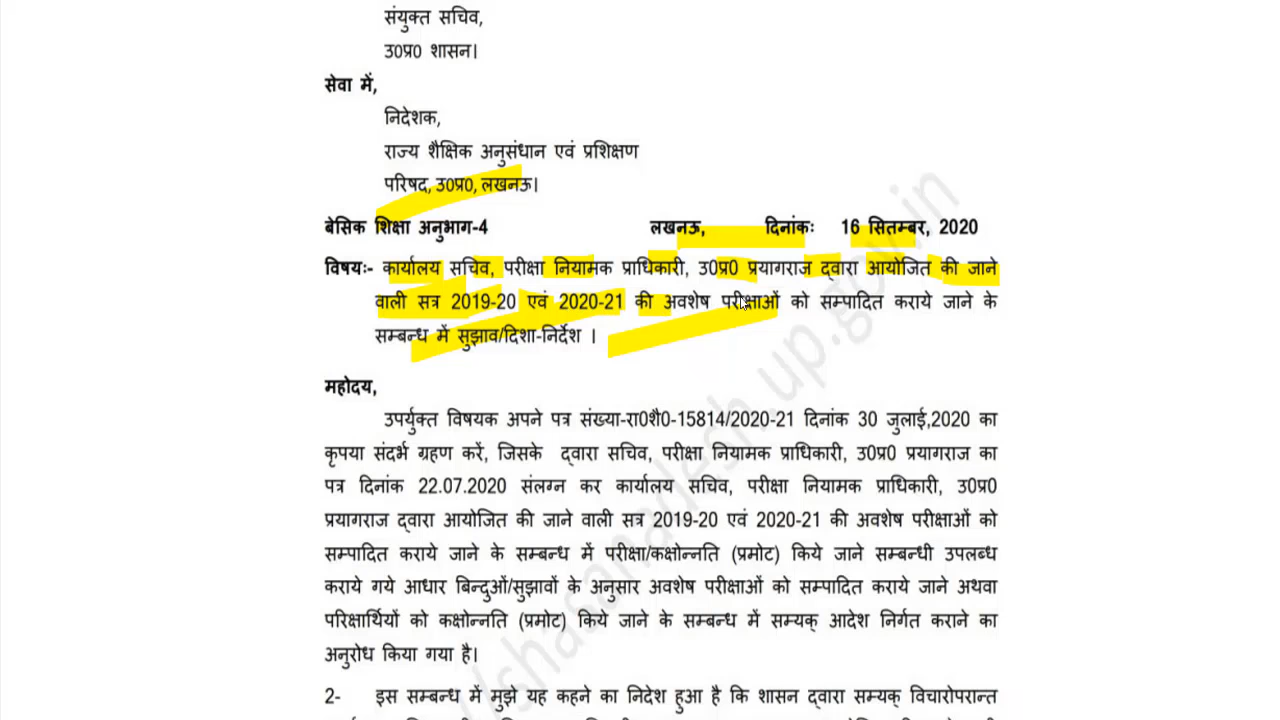 संयुक्त सचिव,
उ0प्र0 शासन।
सेवा में,
निदेशक,
राज्य शैक्षिक अनुसंधान एवं प्रशिक्षण
परिषद, उ0प्र0, लखनऊ।
बेसिक शिक्षा अनुभाग-4 लखनऊ, दिनांकः 16 सितम्बर, 2020
विषयः- कार्यालय सचिव, परीक्षा नियामक प्राधिकारी, उ0प्र0 प्रयागराज द्वारा आयोजित की जाने
वाली सत्र 2019-20 एवं 2020-21 की अवशेष परीक्षाओं को सम्पादित कराये जाने के
सम्बन्ध में सुझाव/दिशा-निर्देश ।
महोदय,
उपर्युक्त विषयक अपने पत्र संख्या-रा0शै0-15814/2020-21 दिनांक 30 जुलाई,2020 का
कृपया संदर्भ ग्रहण करें, जिसके द्वारा सचिव, परीक्षा नियामक प्राधिकारी, उ0प्र0 प्रयागराज का
पत्र दिनांक 22.07.2020 संलग्न कर कार्यालय सचिव, परीक्षा नियामक प्राधिकारी, उ0प्र0
प्रयागराज द्वारा आयोजित की जाने वाली सत्र 2019-20 एवं 2020-21 की अवशेष परीक्षाओं को
सम्पादित कराये जाने के सम्बन्ध में परीक्षा/कक्षोन्नति (प्रमोट) किये जाने सम्बन्धी उपलब्ध
कराये गये आधार बिन्दुओं/सुझावों के अनुसार अवशेष परीक्षाओं को सम्पादित कराये जाने अथवा
परिक्षार्थियों को कक्षोन्नति (प्रमोट) किये जाने के सम्बन्ध में सम्यक् आदेश निर्गत कराने का
अनुरोध किया गया है।
2- इस सम्बन्ध में मुझे यह कहने का निदेश हुआ है कि शासन द्वारा सम्यक् विचारोपरान्त
/shasanadesh.up.gov.in